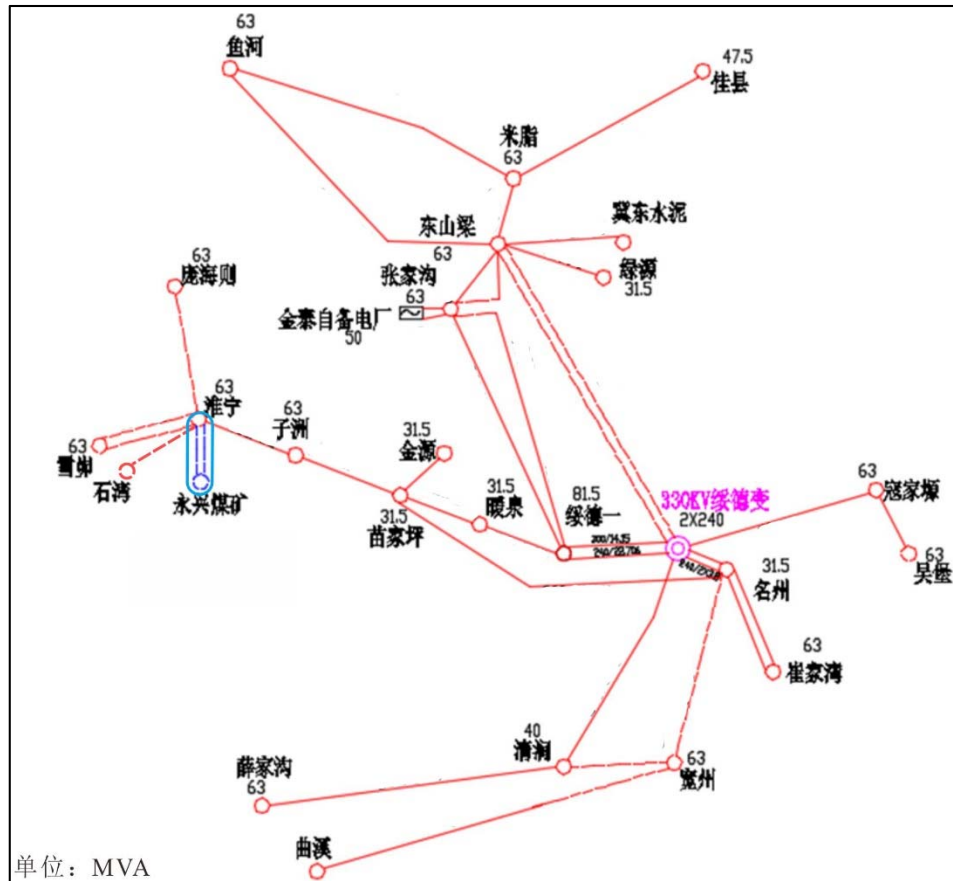 63
鱼河
47.5
佳县
米脂
63
东山梁
冀东水泥
63
张家沟
绿源
31.5
63
庞海则
63
金泰自备电厂
50
63
淮宁
63
子洲
31.5
金源
63
雪峁
石湾
永兴煤矿
31.5
苗家坪
31.5
暖泉
81.5
绥德一
330KV绥德变
2X240
63
寇家塬
63
吴堡
31.5
名州
63
崔家湾
40
清涧
63
宽州
薛家沟
63
曲溪
单位：MVA